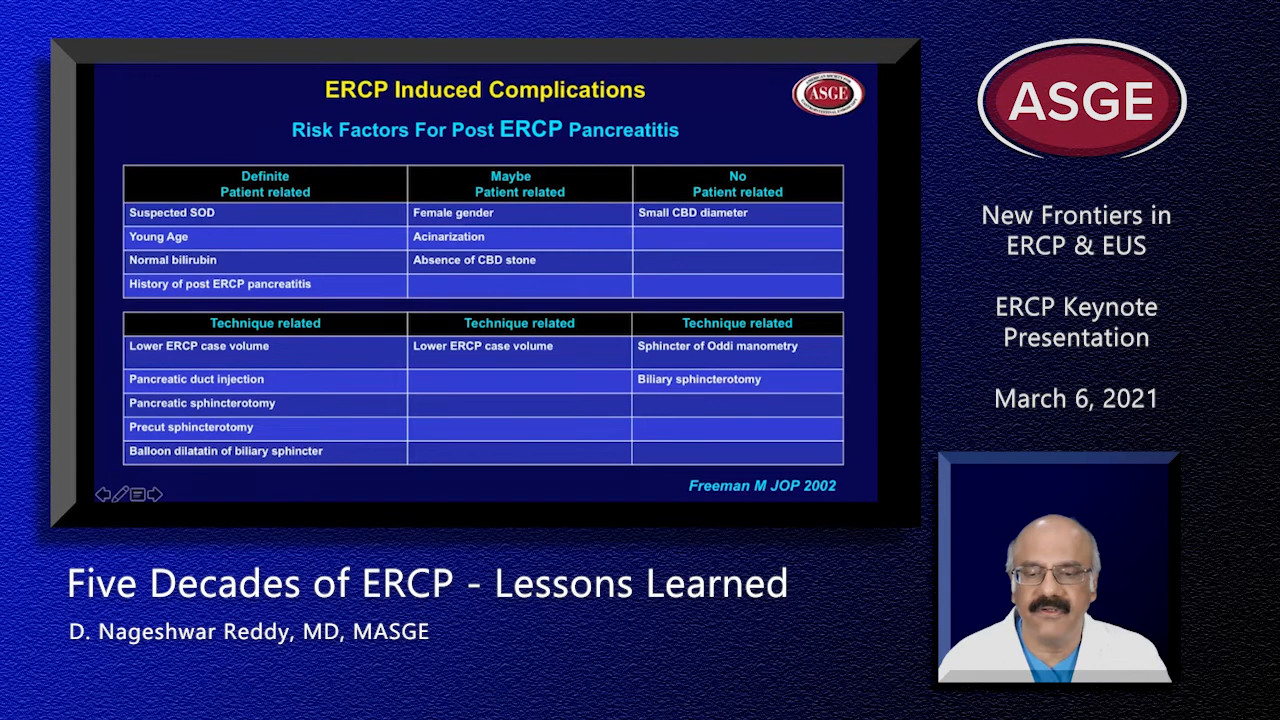 ERCP Induced Complications
ASGE
Risk Factors For Post ERCP Pancreatitis
Definite
Patient related
Maybe
Patient related
No
Patient related
Suspected SOD
Female gender
Small CBD diameter
Young Age
Acinarization
Normal bilirubin
Absence of CBD stone
History of post ERCP pancreatitis
Technique related
Technique related
Technique related
Lower ERCP case volume
Lower ERCP case volume
Sphincter of Oddi manometry
Pancreatic duct injection
Biliary sphincterotomy
Pancreatic sphincterotomy
Precut sphincterotomy
Balloon dilatatin of biliary sphincter
Freeman M JOP 2002
ASGE
New Frontiers in
ERCP & EUS
ERCP Keynote
Presentation
March 6, 2021
Five Decades of ERCP - Lessons Learned
D. Nageshwar Reddy, MD, MASGE